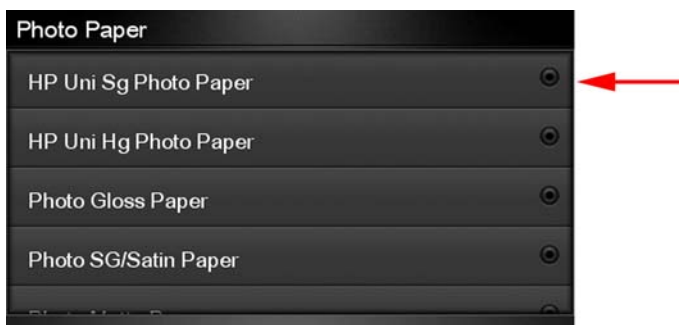 Photo Paper
HP Uni Sg Photo Paper
HP Uni Hg Photo Paper
Photo Gloss Paper
Photo SG/Satin Paper